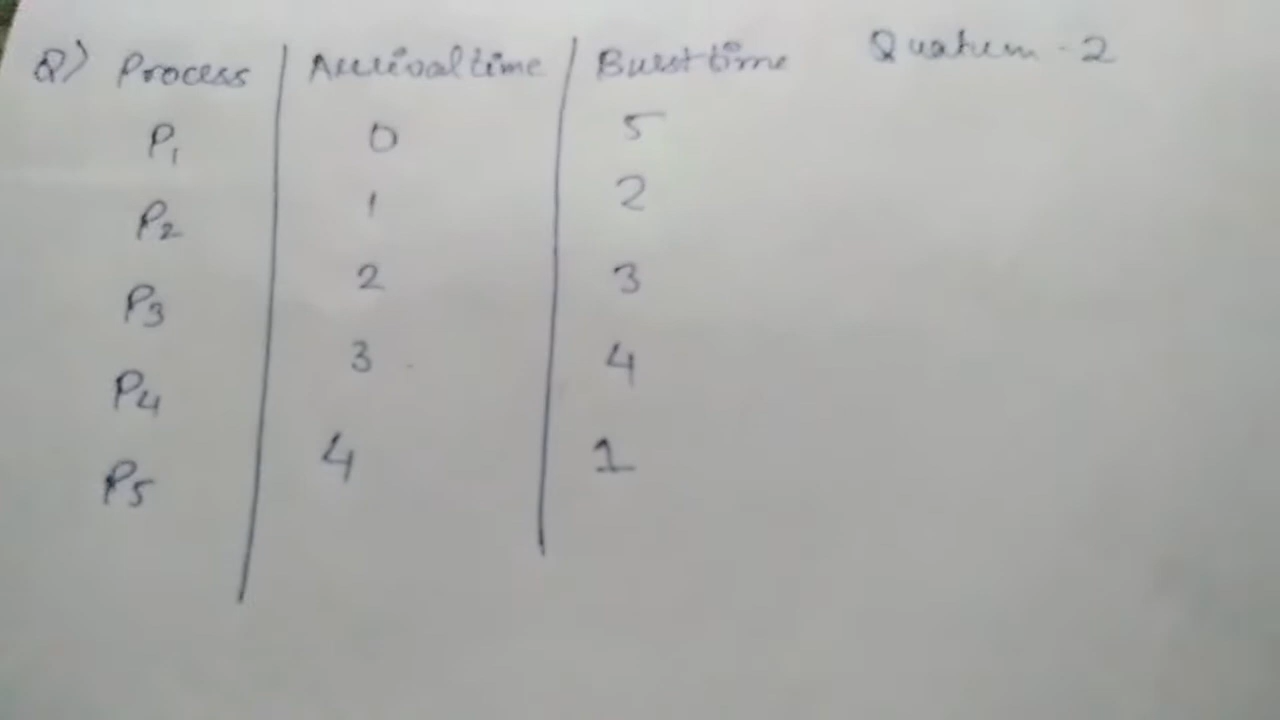 Q) Process Arrival time Burst time Quatum - 2
P1 0 5
P2 1 2
P3 2 3
P4 3 4
P5 4 1